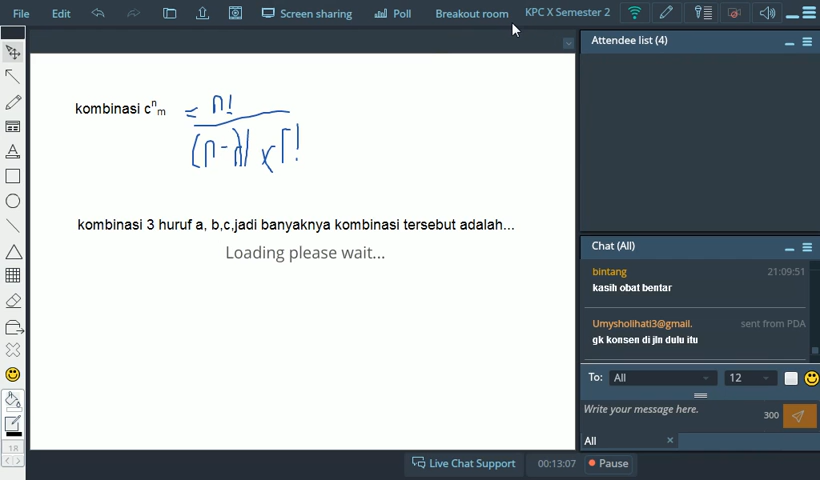 File Edit Screen sharing Poll Breakout room KPC X Semester 2
Attendee list (4)
kombinasi cⁿₘ = n!
(n-r)! x r!
kombinasi 3 huruf a, b,c,jadi banyaknya kombinasi tersebut adalah...
Loading please wait...
Chat (All)
bintang 21:09:51
kasih obat bentar
Umysholihati3@gmail. sent from PDA
gk konsen di jln dulu itu
To: All 12
Write your message here. 300
All x
18
Live Chat Support 00:13:07 Pause